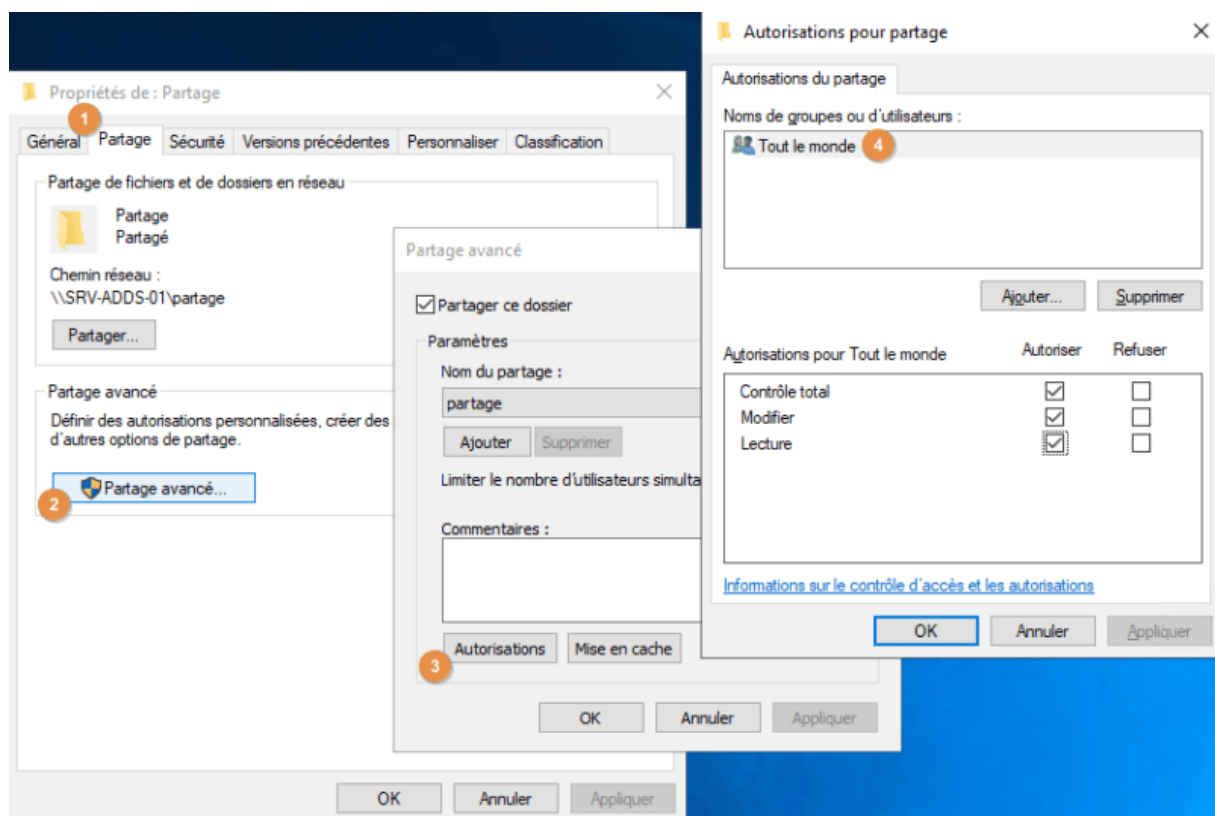 Propriétés de : Partage
1
Général Partage Sécurité Versions précédentes Personnaliser Classification
Partage de fichiers et de dossiers en réseau
Partage
Partagé
Chemin réseau :
\\SRV-ADDS-01\partage
Partager...
Partage avancé
Définir des autorisations personnalisées, créer des
d'autres options de partage.
Partage avancé...
2
OK Annuler Appliquer
Partage avancé
Partager ce dossier
Paramètres
Nom du partage :
partage
Ajouter Supprimer
Limiter le nombre d'utilisateurs simulta
Commentaires :
Autorisations Mise en cache
3
OK Annuler Appliquer
Autorisations pour partage
Autorisations du partage
Noms de groupes ou d'utilisateurs :
Tout le monde 4
Ajouter... Supprimer
Autorisations pour Tout le monde Autoriser Refuser
Contrôle total
Modifier
Lecture
Informations sur le contrôle d'accès et les autorisations
OK Annuler Appliquer